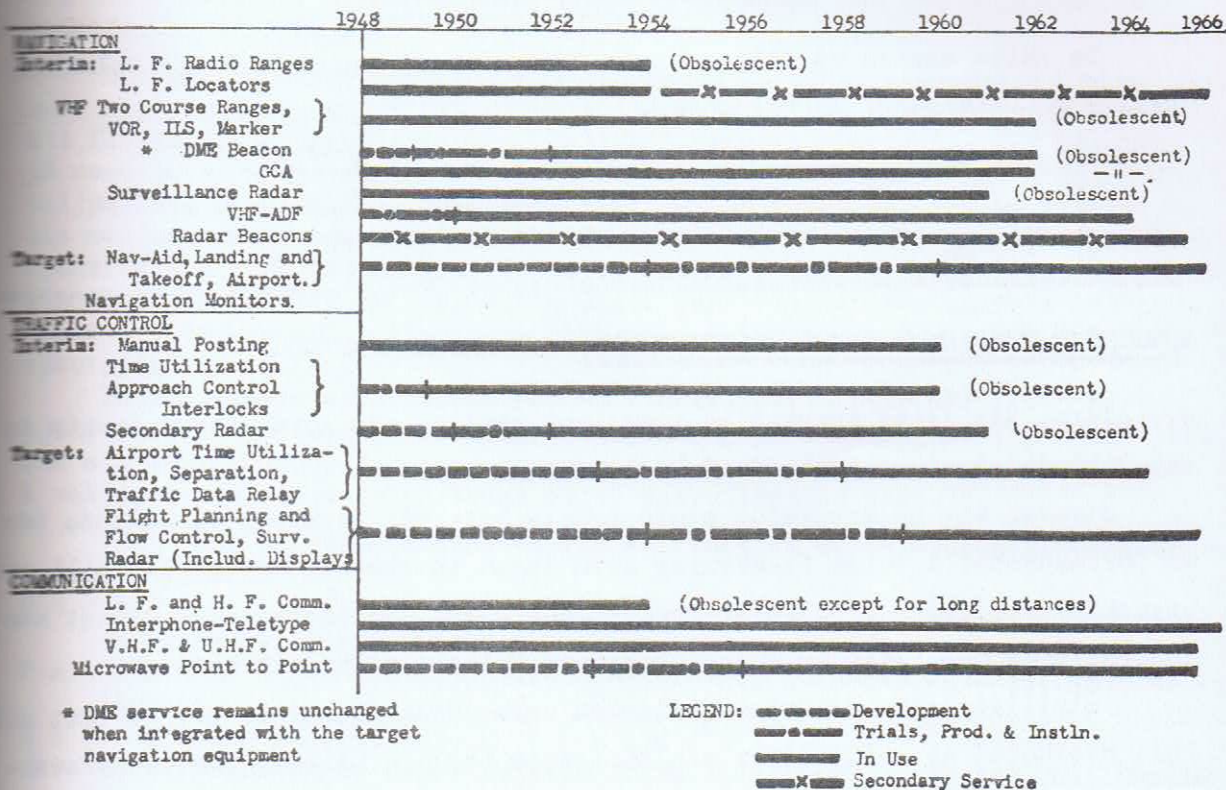 1948 1950 1952 1954 1956 1958 1960 1962 1964 1966
NAVIGATION
Interim: L. F. Radio Ranges (Obsolescent)
L. F. Locators
VHF Two Course Ranges,
VOR, ILS, Marker (Obsolescent)
* DME Beacon (Obsolescent)
GCA — " —.
Surveillance Radar (Obsolescent)
VHF-ADF
Radar Beacons
Target: Nav-Aid, Landing and
Takeoff, Airport.
Navigation Monitors.
TRAFFIC CONTROL
Interim: Manual Posting (Obsolescent)
Time Utilization
Approach Control (Obsolescent)
Interlocks
Secondary Radar (Obsolescent)
Target: Airport Time Utiliza-
tion, Separation,
Traffic Data Relay
Flight Planning and
Flow Control, Surv.
Radar (Includ. Displays
COMMUNICATION
L. F. and H. F. Comm. (Obsolescent except for long distances)
Interphone-Teletype
V.H.F. & U.H.F. Comm.
Microwave Point to Point
* DME service remains unchanged
when integrated with the target
navigation equipment
LEGEND: Development
Trials, Prod. & Instln.
In Use
Secondary Service